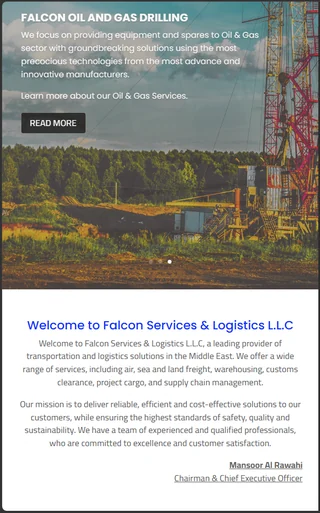 FALCON OIL AND GAS DRILLING
We focus on providing equipment and spares to Oil & Gas
sector with groundbreaking solutions using the most
precocious technologies from the most advance and
innovative manufacturers.
Learn more about our Oil & Gas Services.
READ MORE
Welcome to Falcon Services & Logistics L.L.C
Welcome to Falcon Services & Logistics L.L.C, a leading provider of
transportation and logistics solutions in the Middle East. We offer a wide
range of services, including air, sea and land freight, warehousing, customs
clearance, project cargo, and supply chain management.
Our mission is to deliver reliable, efficient and cost-effective solutions to our
customers, while ensuring the highest standards of safety, quality and
sustainability. We have a team of experienced and qualified professionals,
who are committed to excellence and customer satisfaction.
Mansoor Al Rawahi
Chairman & Chief Executive Officer